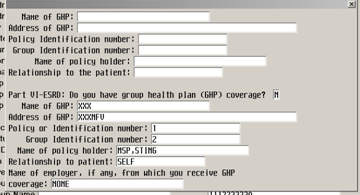 Name of GHP:
Address of GHP:
Policy Identification number:
Group Identification number:
Name of policy holder:
Relationship to the patient:
Part VI-ESRD: Do you have group health plan (GHP) coverage? N
Name of GHP: XXX
Address of GHP: XXXMFV
Policy or Identification number: 1
Group Identification number: 2
Name of policy holder: MSP,STING
Relationship to patient: SELF
Name of employer, if any, from which you receive GHP
coverage: NONE